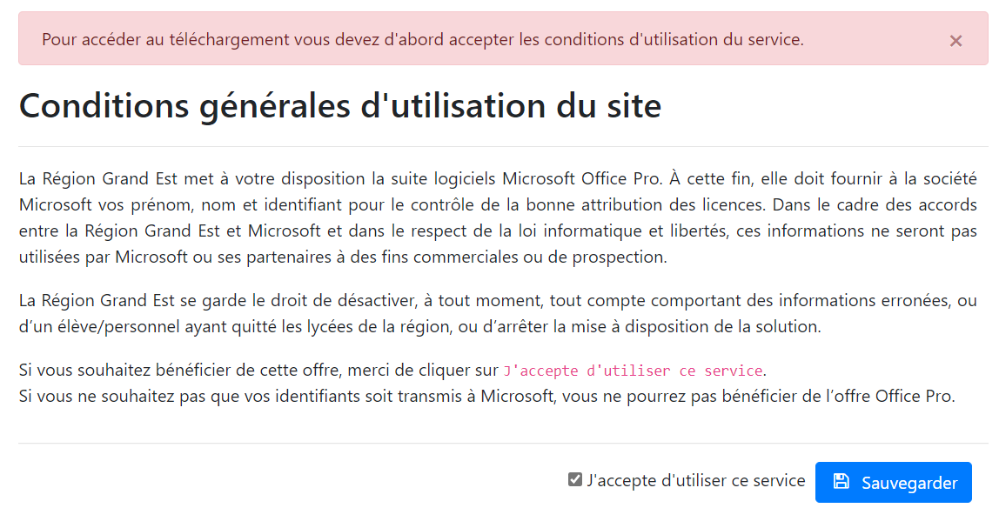 Pour accéder au téléchargement vous devez d'abord accepter les conditions d'utilisation du service.
×
Conditions générales d'utilisation du site
La Région Grand Est met à votre disposition la suite logiciels Microsoft Office Pro. À cette fin, elle doit fournir à la société
Microsoft vos prénom, nom et identifiant pour le contrôle de la bonne attribution des licences. Dans le cadre des accords
entre la Région Grand Est et Microsoft et dans le respect de la loi informatique et libertés, ces informations ne seront pas
utilisées par Microsoft ou ses partenaires à des fins commerciales ou de prospection.
La Région Grand Est se garde le droit de désactiver, à tout moment, tout compte comportant des informations erronées, ou
d’un élève/personnel ayant quitté les lycées de la région, ou d’arrêter la mise à disposition de la solution.
Si vous souhaitez bénéficier de cette offre, merci de cliquer sur J'accepte d'utiliser ce service.
Si vous ne souhaitez pas que vos identifiants soit transmis à Microsoft, vous ne pourrez pas bénéficier de l’offre Office Pro.
J'accepte d'utiliser ce service
Sauvegarder